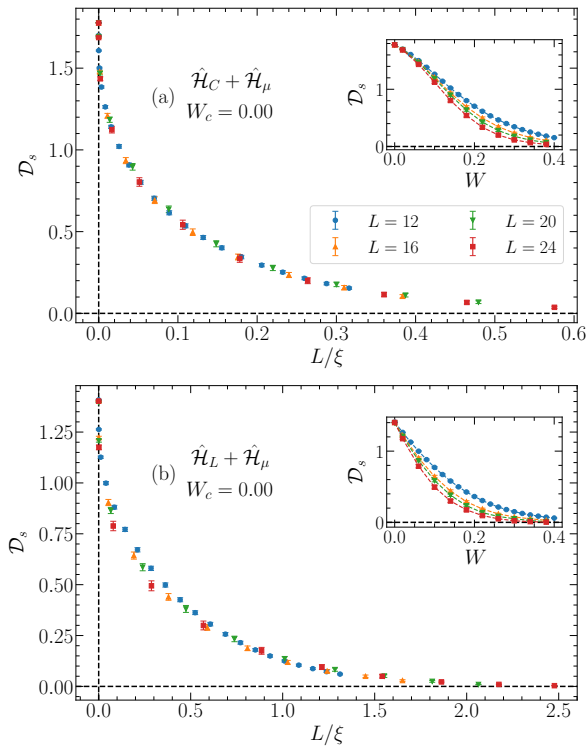 (a)
Ĥ_C + Ĥ_μ
W_c = 0.00
𝒟_s
1.5
1.0
0.5
0.0
0.0 0.1 0.2 0.3 0.4 0.5 0.6
L/ξ
𝒟_s
1
0
0.0 0.2 0.4
W
L = 12
L = 20
L = 16
L = 24
(b)
Ĥ_L + Ĥ_μ
W_c = 0.00
𝒟_s
1.25
1.00
0.75
0.50
0.25
0.00
0.0 0.5 1.0 1.5 2.0 2.5
L/ξ
𝒟_s
1
0
0.0 0.2 0.4
W